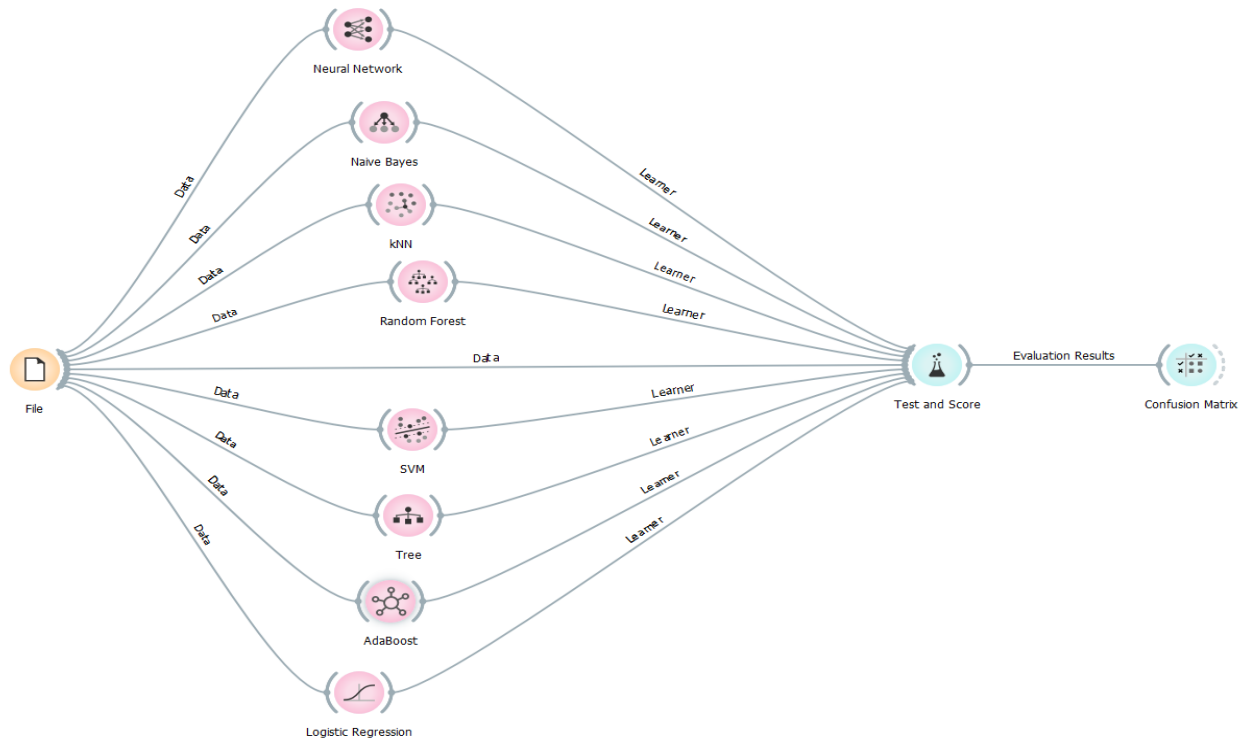 Neural Network
Data
Learner
Naive Bayes
Data
Learner
kNN
Data
Learner
Random Forest
Data
Learner
File
Data
Test and Score
Evaluation Results
Confusion Matrix
Data
Learner
SVM
Data
Learner
Tree
Data
Learner
AdaBoost
Data
Learner
Logistic Regression